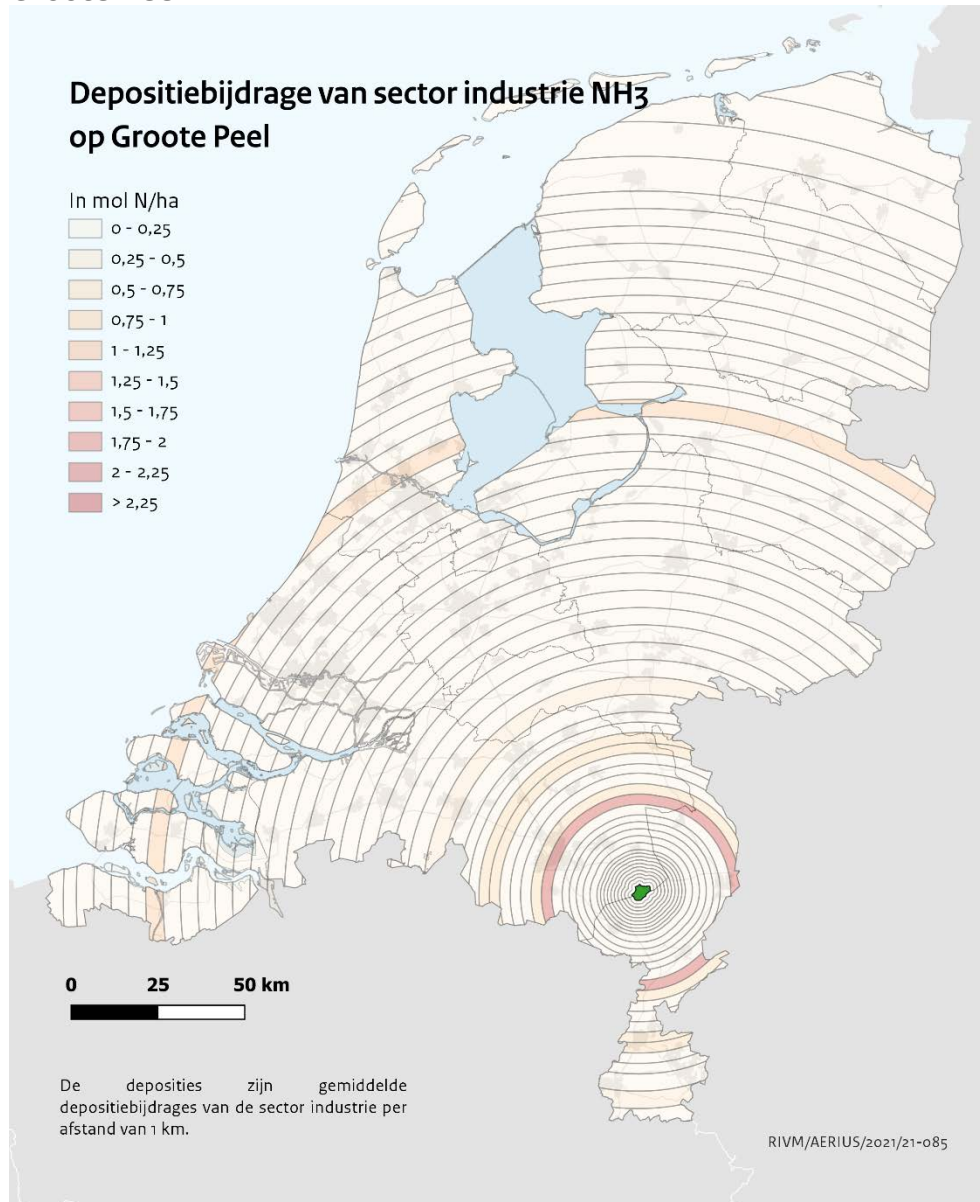 Depositiebijdrage van sector industrie NH3
op Groote Peel
In mol N/ha
0 - 0,25
0,25 - 0,5
0,5 - 0,75
0,75 - 1
1 - 1,25
1,25 - 1,5
1,5 - 1,75
1,75 - 2
2 - 2,25
> 2,25
0 25 50 km
De deposities zijn gemiddelde
depositiebijdrages van de sector industrie per
afstand van 1 km.
RIVM/AERIUS/2021/21-085